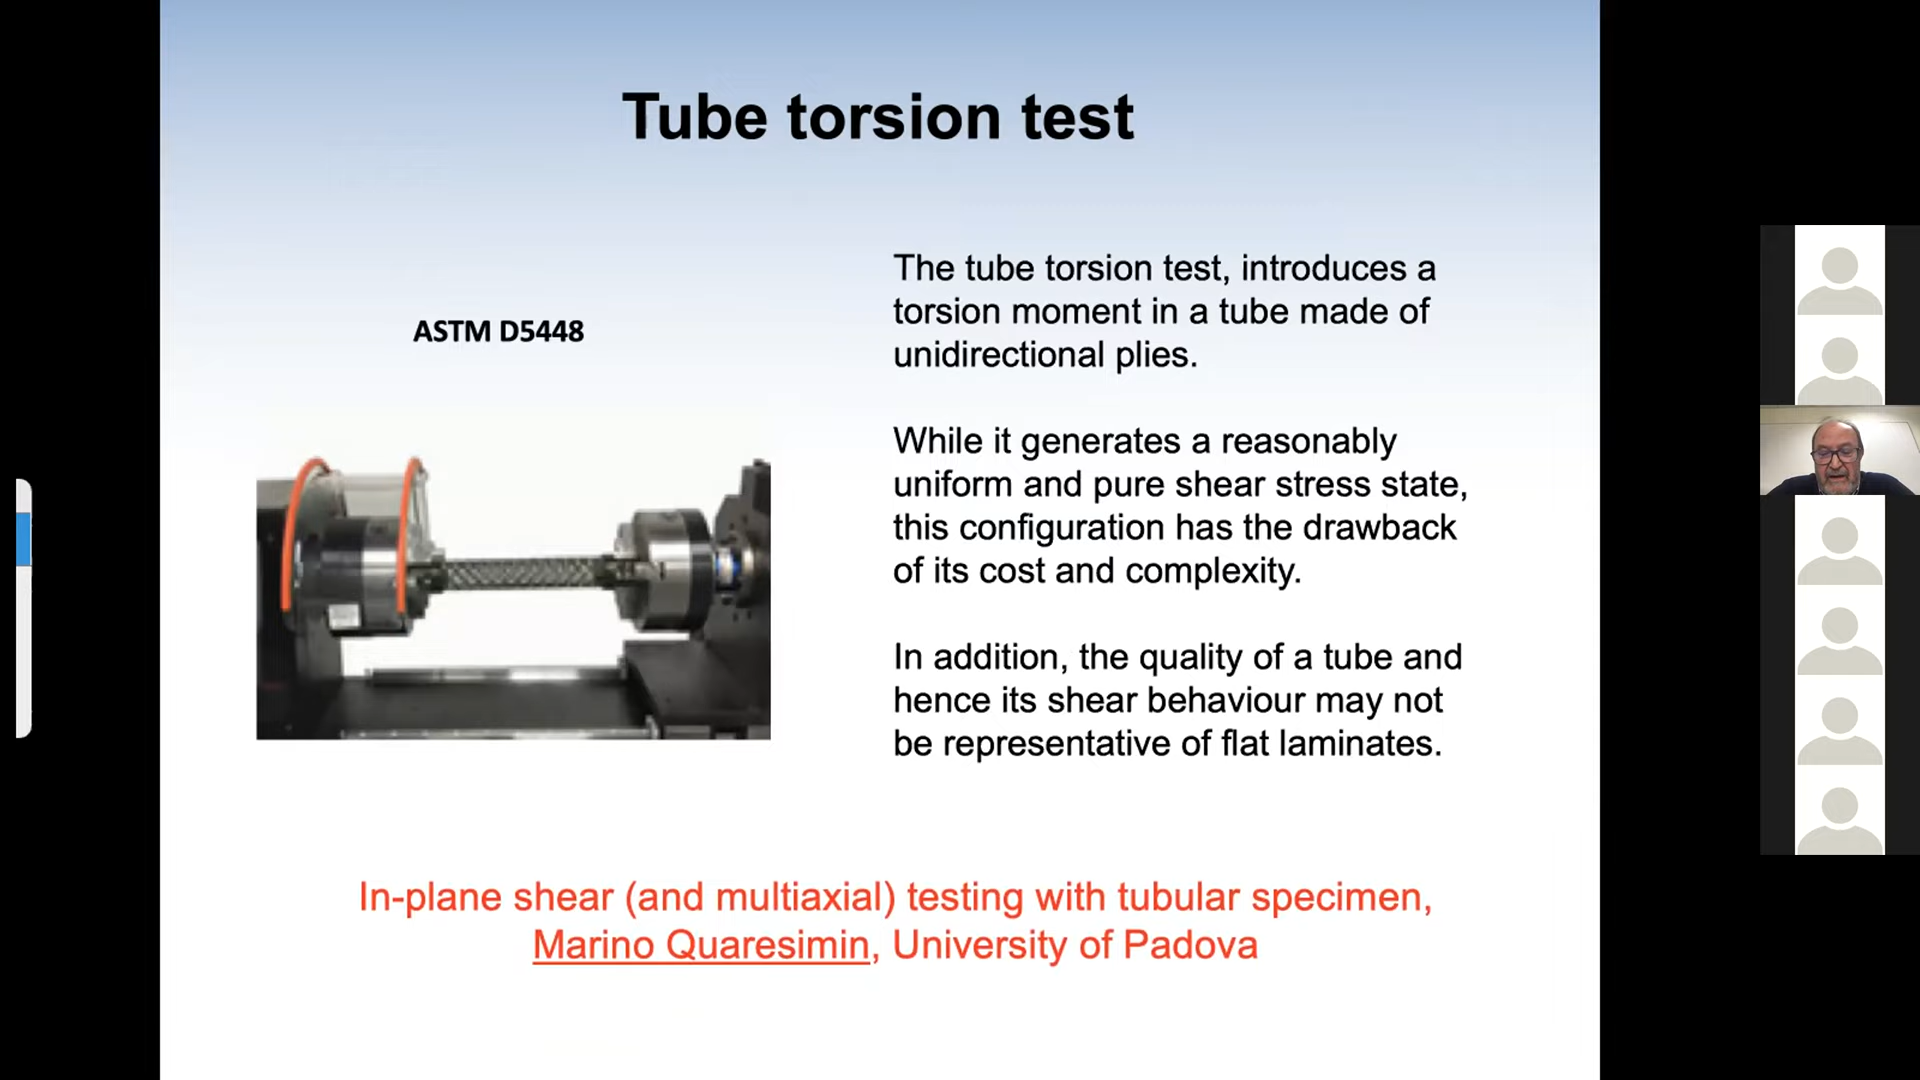 Tube torsion test
ASTM D5448
The tube torsion test, introduces a
torsion moment in a tube made of
unidirectional plies.
While it generates a reasonably
uniform and pure shear stress state,
this configuration has the drawback
of its cost and complexity.
In addition, the quality of a tube and
hence its shear behaviour may not
be representative of flat laminates.
In-plane shear (and multiaxial) testing with tubular specimen,
Marino Quaresimin, University of Padova